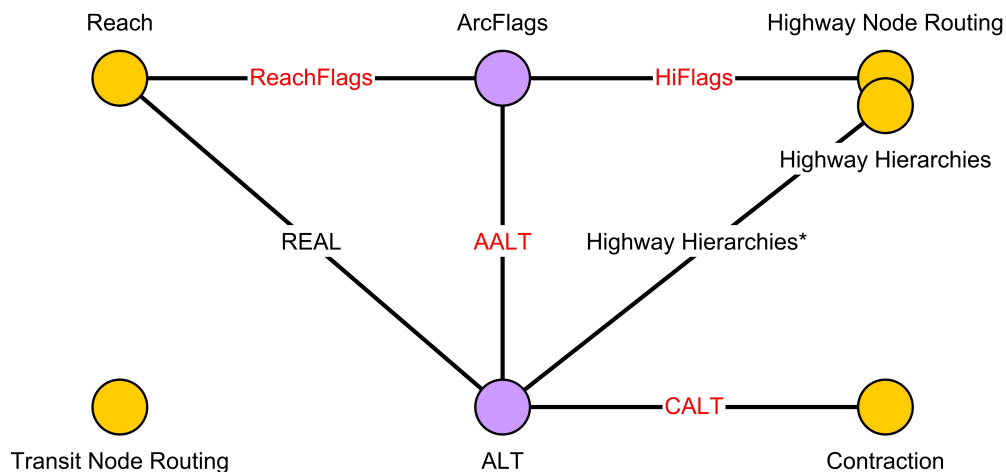 Reach
ArcFlags
Highway Node Routing
ReachFlags
HiFlags
Highway Hierarchies
REAL
AALT
Highway Hierarchies*
CALT
Transit Node Routing
ALT
Contraction